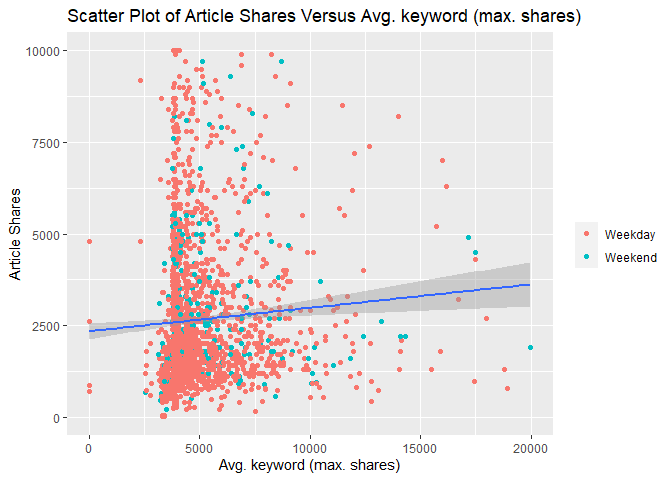 Scatter Plot of Article Shares Versus Avg. keyword (max. shares)
10000
7500
5000
2500
0
Article Shares
0 5000 10000 15000 20000
Avg. keyword (max. shares)
Weekday
Weekend